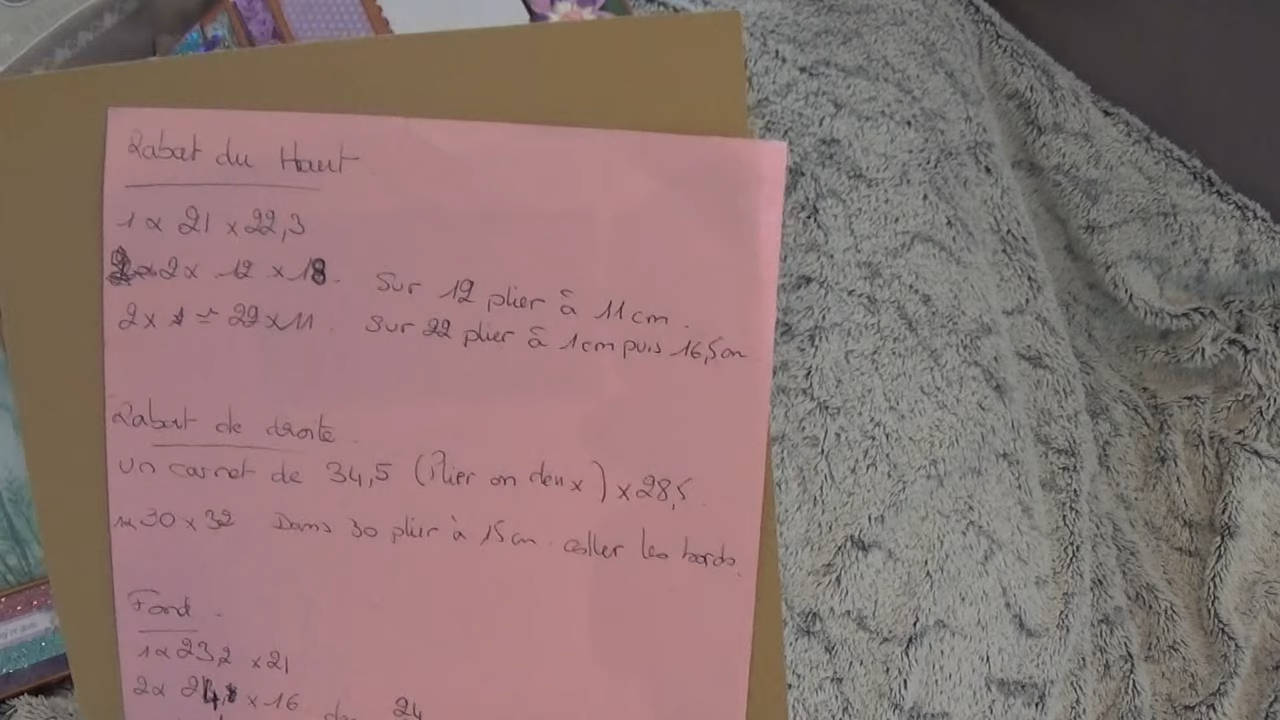 Rabat du Haut
1 x 21 x 22,3
2 x 12 x 18. Sur 12 plier à 11 cm.
2 x 22 x 11 Sur 22 plier à 1 cm puis 16,5 cm
Rabat de droite.
Un carnet de 34,5 (Plier en deux) x 28,5
1x 30 x 32 Dans 30 plier à 15 cm. coller les bords.
Fond.
1 x 23,2 x 21
2 x 24, x 16 24